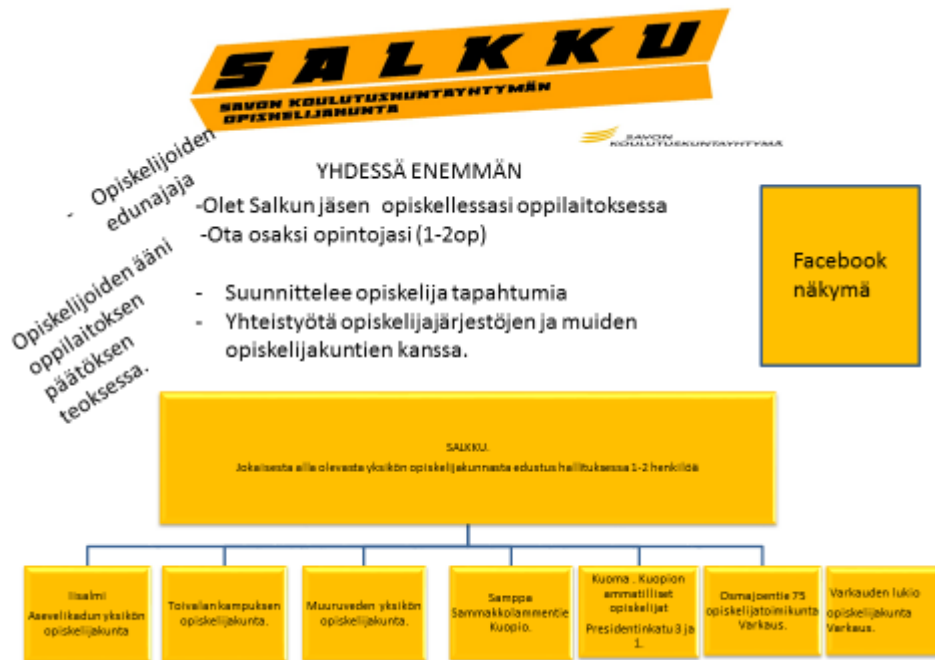 SALKKU
SAVON KOULUTUSKUNTAYHTYMÄN
OPISKELIJAKUNTA
SAVON
KOULUTUSKUNTAYHTYMÄ
- Opiskelijoiden
edunajaja
YHDESSÄ ENEMMÄN
-Olet Salkun jäsen opiskellessasi oppilaitoksessa
-Ota osaksi opintojasi (1-2op)
- Suunnittelee opiskelija tapahtumia
- Yhteistyötä opiskelijajärjestöjen ja muiden
opiskelijakuntien kanssa.
Opiskelijoiden ääni
oppilaitoksen
päätöksen
teoksessa.
Facebook
näkymä
SALKKU.
Jokaisesta alla olevasta yksikön opiskelijakunnasta edustus hallituksessa 1-2 henkilöä
Iisalmi
Asevelikadun yksikön
opiskelijakunta
Toivalan kampuksen
opiskelijakunta.
Muuruveden yksikön
opiskelijakunta.
Samppa
Sammakkolammentie
Kuopio.
Kuoma . Kuopion
ammatilliset
opiskelijat
Presidentinkatu 3 ja
1.
Osmajoentie 75
opiskelijatoimikunta
Varkaus.
Varkauden lukio
opiskelijakunta
Varkaus.